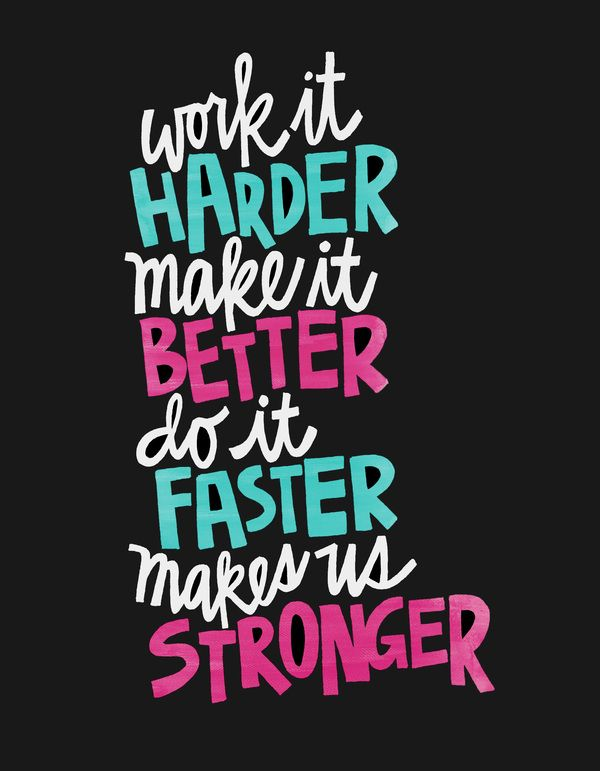 work it
HARDER
make it
BETTER
do it
FASTER
makes us
STRONGER